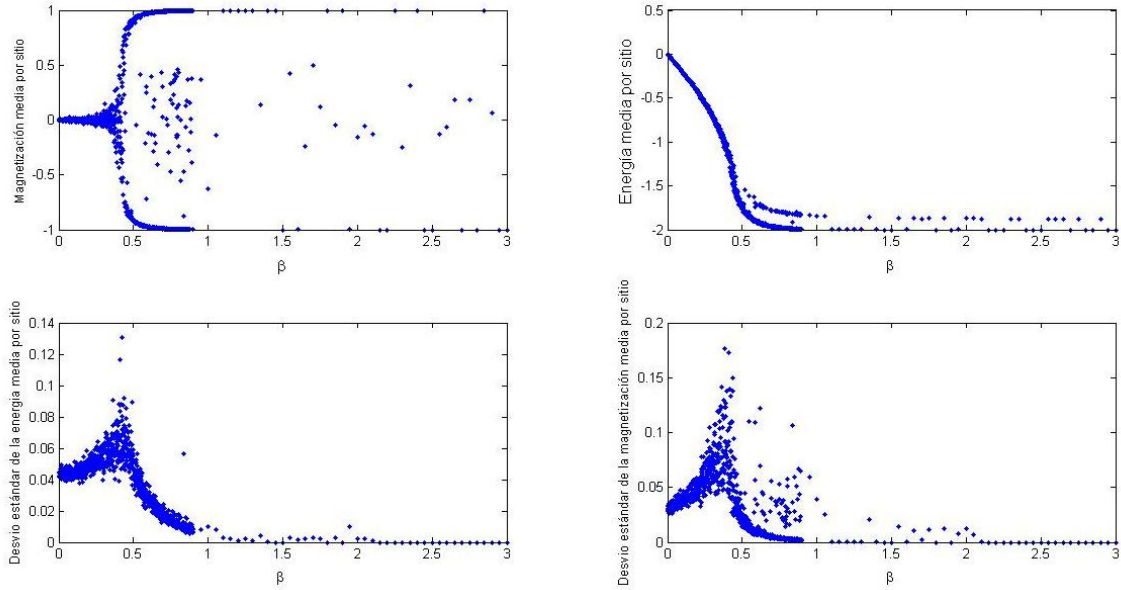 Magnetización media por sitio
1
0.5
0
-0.5
-1
0 0.5 1 1.5 2 2.5 3
β
Energía media por sitio
0.5
0
-0.5
-1
-1.5
-2
0 0.5 1 1.5 2 2.5 3
β
Desvio estándar de la energia media por sitio
0.14
0.12
0.1
0.08
0.06
0.04
0.02
0
0 0.5 1 1.5 2 2.5 3
β
Desvio estándar de la magnetización media por sitio
0.2
0.15
0.1
0.05
0
0 0.5 1 1.5 2 2.5 3
β